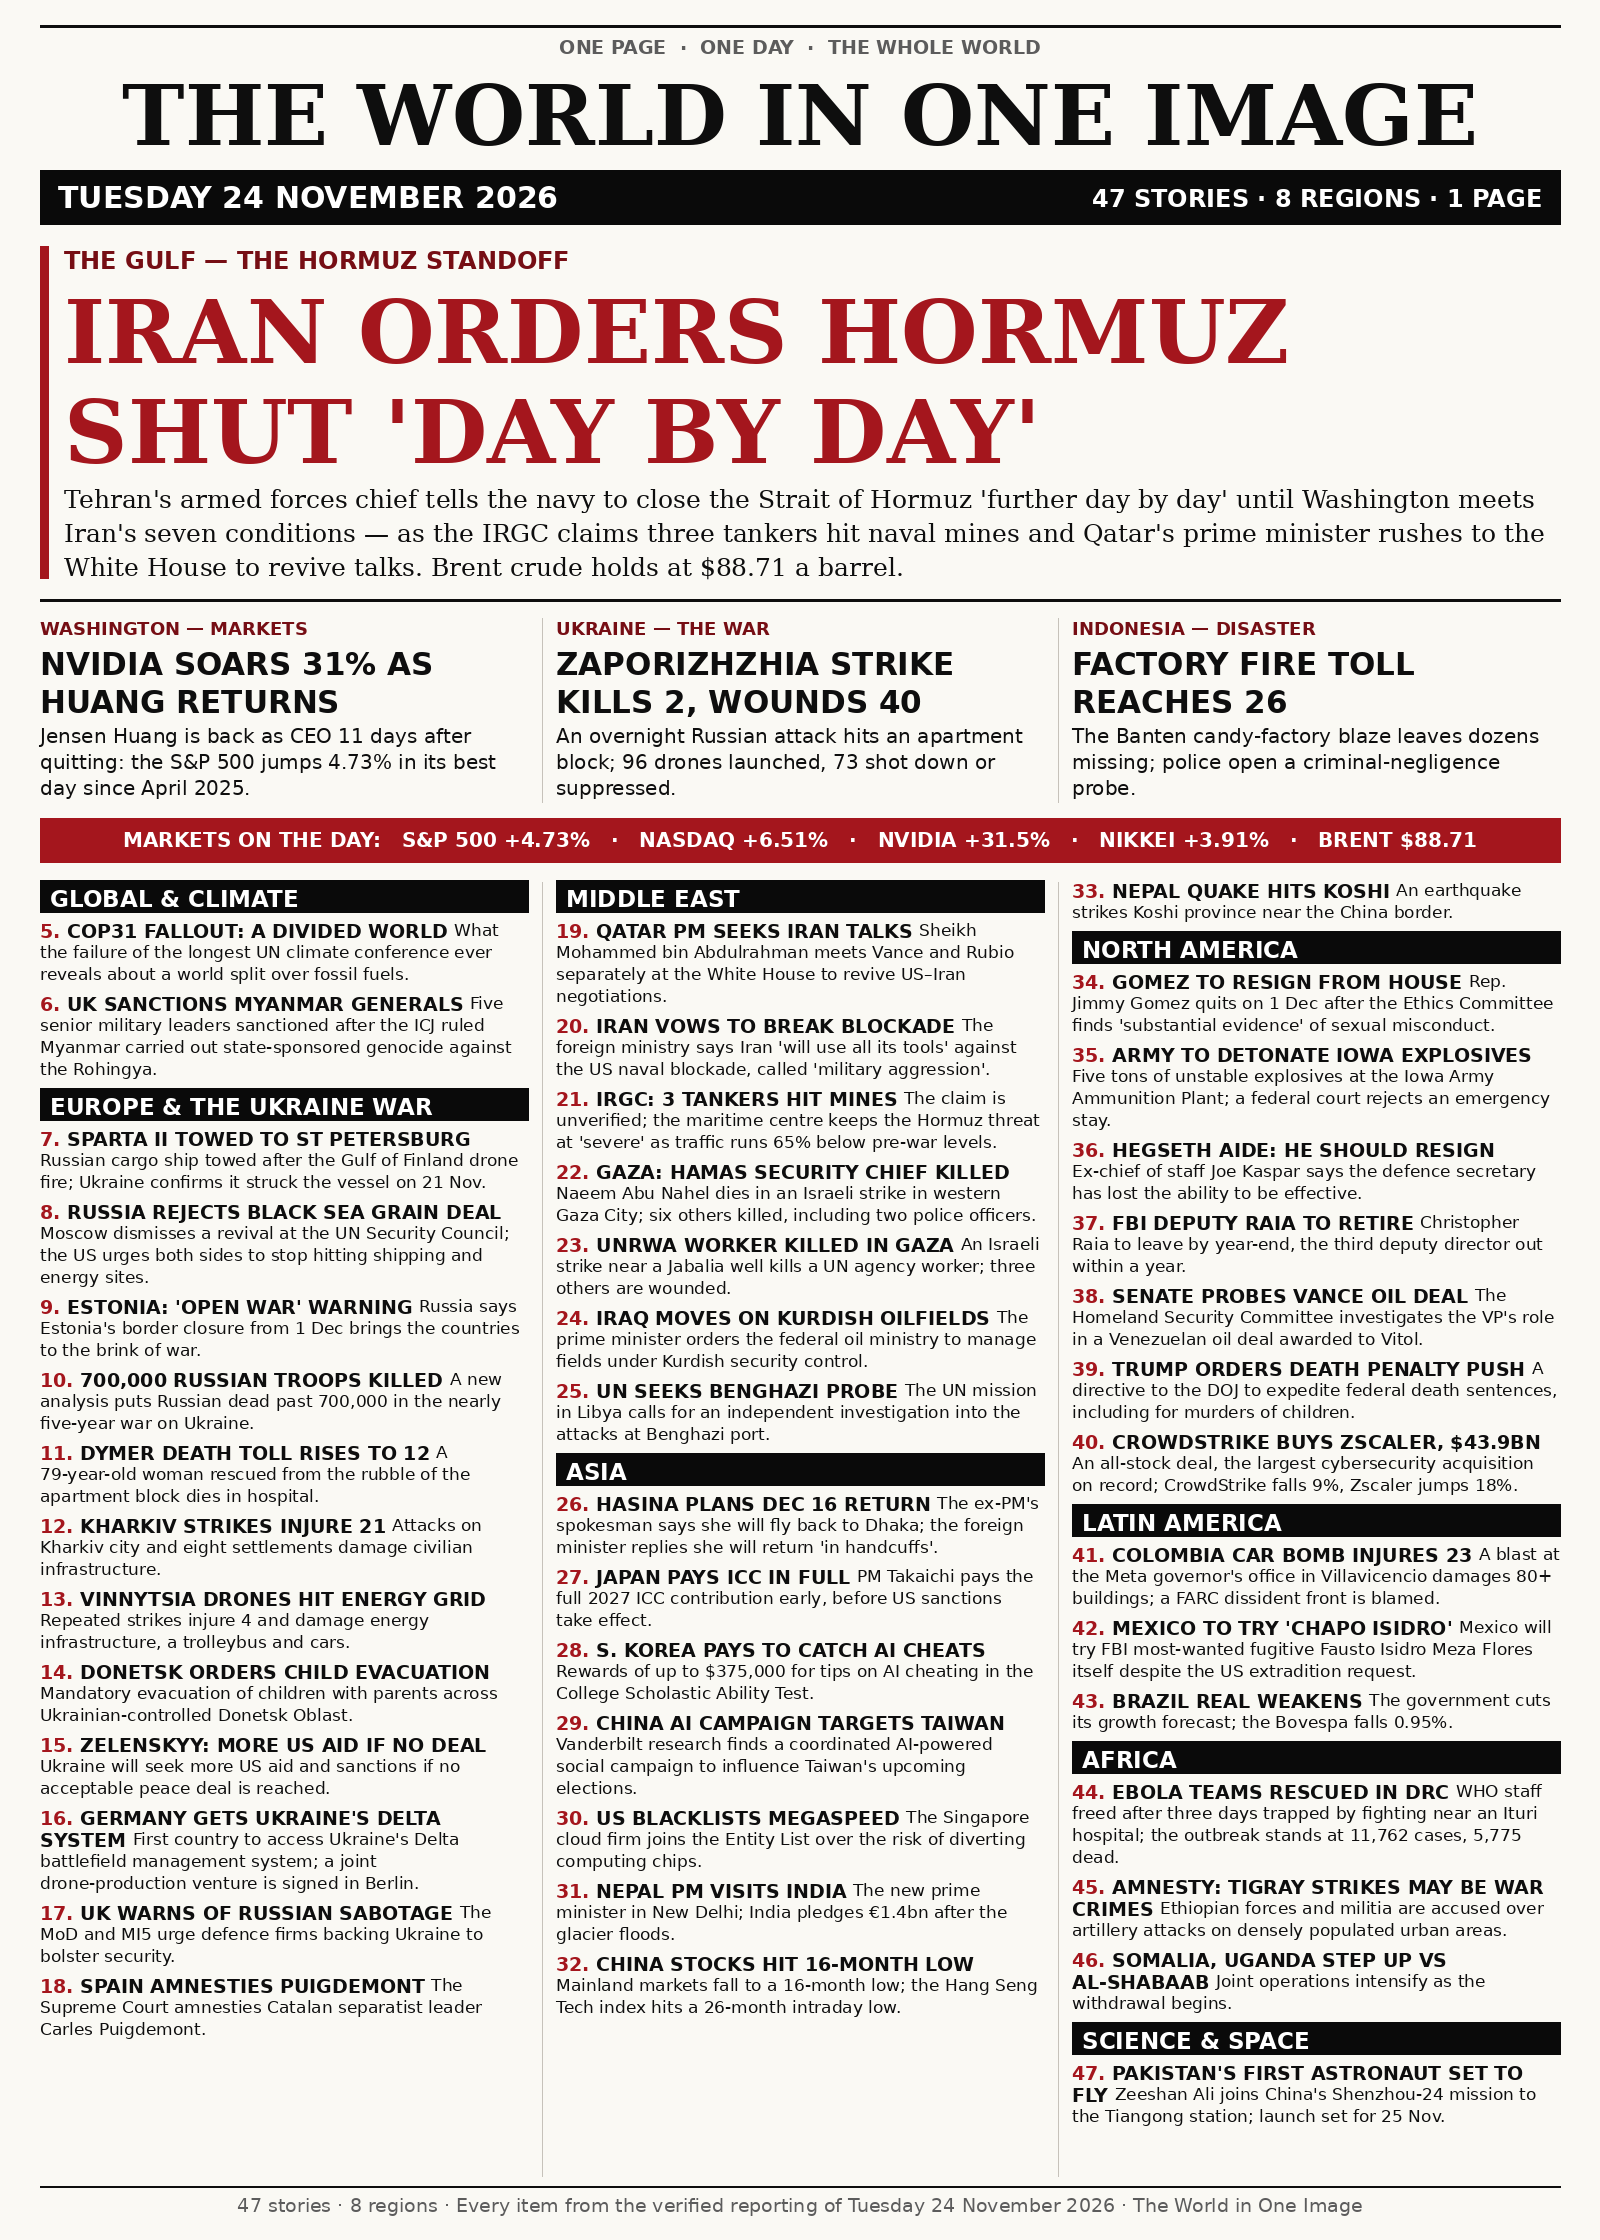 ONE PAGE · ONE DAY · THE WHOLE WORLD
THE WORLD IN ONE IMAGE
TUESDAY 24 NOVEMBER 2026
47 STORIES · 8 REGIONS · 1 PAGE
THE GULF — THE HORMUZ STANDOFF
IRAN ORDERS HORMUZ
SHUT 'DAY BY DAY'
Tehran's armed forces chief tells the navy to close the Strait of Hormuz 'further day by day' until Washington meets
Iran's seven conditions — as the IRGC claims three tankers hit naval mines and Qatar's prime minister rushes to the
White House to revive talks. Brent crude holds at $88.71 a barrel.
WASHINGTON — MARKETS
NVIDIA SOARS 31% AS
HUANG RETURNS
Jensen Huang is back as CEO 11 days after
quitting: the S&P 500 jumps 4.73% in its best
day since April 2025.
UKRAINE — THE WAR
ZAPORIZHZHIA STRIKE
KILLS 2, WOUNDS 40
An overnight Russian attack hits an apartment
block; 96 drones launched, 73 shot down or
suppressed.
INDONESIA — DISASTER
FACTORY FIRE TOLL
REACHES 26
The Banten candy-factory blaze leaves dozens
missing; police open a criminal-negligence
probe.
MARKETS ON THE DAY: S&P 500 +4.73% · NASDAQ +6.51% · NVIDIA +31.5% · NIKKEI +3.91% · BRENT $88.71
GLOBAL & CLIMATE
5. COP31 FALLOUT: A DIVIDED WORLD What
the failure of the longest UN climate conference ever
reveals about a world split over fossil fuels.
6. UK SANCTIONS MYANMAR GENERALS Five
senior military leaders sanctioned after the ICJ ruled
Myanmar carried out state-sponsored genocide against
the Rohingya.
EUROPE & THE UKRAINE WAR
7. SPARTA II TOWED TO ST PETERSBURG
Russian cargo ship towed after the Gulf of Finland drone
fire; Ukraine confirms it struck the vessel on 21 Nov.
8. RUSSIA REJECTS BLACK SEA GRAIN DEAL
Moscow dismisses a revival at the UN Security Council;
the US urges both sides to stop hitting shipping and
energy sites.
9. ESTONIA: 'OPEN WAR' WARNING Russia says
Estonia's border closure from 1 Dec brings the countries
to the brink of war.
10. 700,000 RUSSIAN TROOPS KILLED A new
analysis puts Russian dead past 700,000 in the nearly
five-year war on Ukraine.
11. DYMER DEATH TOLL RISES TO 12 A
79-year-old woman rescued from the rubble of the
apartment block dies in hospital.
12. KHARKIV STRIKES INJURE 21 Attacks on
Kharkiv city and eight settlements damage civilian
infrastructure.
13. VINNYTSIA DRONES HIT ENERGY GRID
Repeated strikes injure 4 and damage energy
infrastructure, a trolleybus and cars.
14. DONETSK ORDERS CHILD EVACUATION
Mandatory evacuation of children with parents across
Ukrainian-controlled Donetsk Oblast.
15. ZELENSKYY: MORE US AID IF NO DEAL
Ukraine will seek more US aid and sanctions if no
acceptable peace deal is reached.
16. GERMANY GETS UKRAINE'S DELTA
SYSTEM First country to access Ukraine's Delta
battlefield management system; a joint
drone-production venture is signed in Berlin.
17. UK WARNS OF RUSSIAN SABOTAGE The
MoD and MI5 urge defence firms backing Ukraine to
bolster security.
18. SPAIN AMNESTIES PUIGDEMONT The
Supreme Court amnesties Catalan separatist leader
Carles Puigdemont.
MIDDLE EAST
19. QATAR PM SEEKS IRAN TALKS Sheikh
Mohammed bin Abdulrahman meets Vance and Rubio
separately at the White House to revive US–Iran
negotiations.
20. IRAN VOWS TO BREAK BLOCKADE The
foreign ministry says Iran 'will use all its tools' against
the US naval blockade, called 'military aggression'.
21. IRGC: 3 TANKERS HIT MINES The claim is
unverified; the maritime centre keeps the Hormuz threat
at 'severe' as traffic runs 65% below pre-war levels.
22. GAZA: HAMAS SECURITY CHIEF KILLED
Naeem Abu Nahel dies in an Israeli strike in western
Gaza City; six others killed, including two police officers.
23. UNRWA WORKER KILLED IN GAZA An Israeli
strike near a Jabalia well kills a UN agency worker; three
others are wounded.
24. IRAQ MOVES ON KURDISH OILFIELDS The
prime minister orders the federal oil ministry to manage
fields under Kurdish security control.
25. UN SEEKS BENGHAZI PROBE The UN mission
in Libya calls for an independent investigation into the
attacks at Benghazi port.
ASIA
26. HASINA PLANS DEC 16 RETURN The ex-PM's
spokesman says she will fly back to Dhaka; the foreign
minister replies she will return 'in handcuffs'.
27. JAPAN PAYS ICC IN FULL PM Takaichi pays the
full 2027 ICC contribution early, before US sanctions
take effect.
28. S. KOREA PAYS TO CATCH AI CHEATS
Rewards of up to $375,000 for tips on AI cheating in the
College Scholastic Ability Test.
29. CHINA AI CAMPAIGN TARGETS TAIWAN
Vanderbilt research finds a coordinated AI-powered
social campaign to influence Taiwan's upcoming
elections.
30. US BLACKLISTS MEGASPEED The Singapore
cloud firm joins the Entity List over the risk of diverting
computing chips.
31. NEPAL PM VISITS INDIA The new prime
minister in New Delhi; India pledges €1.4bn after the
glacier floods.
32. CHINA STOCKS HIT 16-MONTH LOW
Mainland markets fall to a 16-month low; the Hang Seng
Tech index hits a 26-month intraday low.
33. NEPAL QUAKE HITS KOSHI An earthquake
strikes Koshi province near the China border.
NORTH AMERICA
34. GOMEZ TO RESIGN FROM HOUSE Rep.
Jimmy Gomez quits on 1 Dec after the Ethics Committee
finds 'substantial evidence' of sexual misconduct.
35. ARMY TO DETONATE IOWA EXPLOSIVES
Five tons of unstable explosives at the Iowa Army
Ammunition Plant; a federal court rejects an emergency
stay.
36. HEGSETH AIDE: HE SHOULD RESIGN
Ex-chief of staff Joe Kaspar says the defence secretary
has lost the ability to be effective.
37. FBI DEPUTY RAIA TO RETIRE Christopher
Raia to leave by year-end, the third deputy director out
within a year.
38. SENATE PROBES VANCE OIL DEAL The
Homeland Security Committee investigates the VP's role
in a Venezuelan oil deal awarded to Vitol.
39. TRUMP ORDERS DEATH PENALTY PUSH A
directive to the DOJ to expedite federal death sentences,
including for murders of children.
40. CROWDSTRIKE BUYS ZSCALER, $43.9BN
An all-stock deal, the largest cybersecurity acquisition
on record; CrowdStrike falls 9%, Zscaler jumps 18%.
LATIN AMERICA
41. COLOMBIA CAR BOMB INJURES 23 A blast at
the Meta governor's office in Villavicencio damages 80+
buildings; a FARC dissident front is blamed.
42. MEXICO TO TRY 'CHAPO ISIDRO' Mexico will
try FBI most-wanted fugitive Fausto Isidro Meza Flores
itself despite the US extradition request.
43. BRAZIL REAL WEAKENS The government cuts
its growth forecast; the Bovespa falls 0.95%.
AFRICA
44. EBOLA TEAMS RESCUED IN DRC WHO staff
freed after three days trapped by fighting near an Ituri
hospital; the outbreak stands at 11,762 cases, 5,775
dead.
45. AMNESTY: TIGRAY STRIKES MAY BE WAR
CRIMES Ethiopian forces and militia are accused over
artillery attacks on densely populated urban areas.
46. SOMALIA, UGANDA STEP UP VS
AL-SHABAAB Joint operations intensify as the
withdrawal begins.
SCIENCE & SPACE
47. PAKISTAN'S FIRST ASTRONAUT SET TO
FLY Zeeshan Ali joins China's Shenzhou-24 mission to
the Tiangong station; launch set for 25 Nov.
47 stories · 8 regions · Every item from the verified reporting of Tuesday 24 November 2026 · The World in One Image